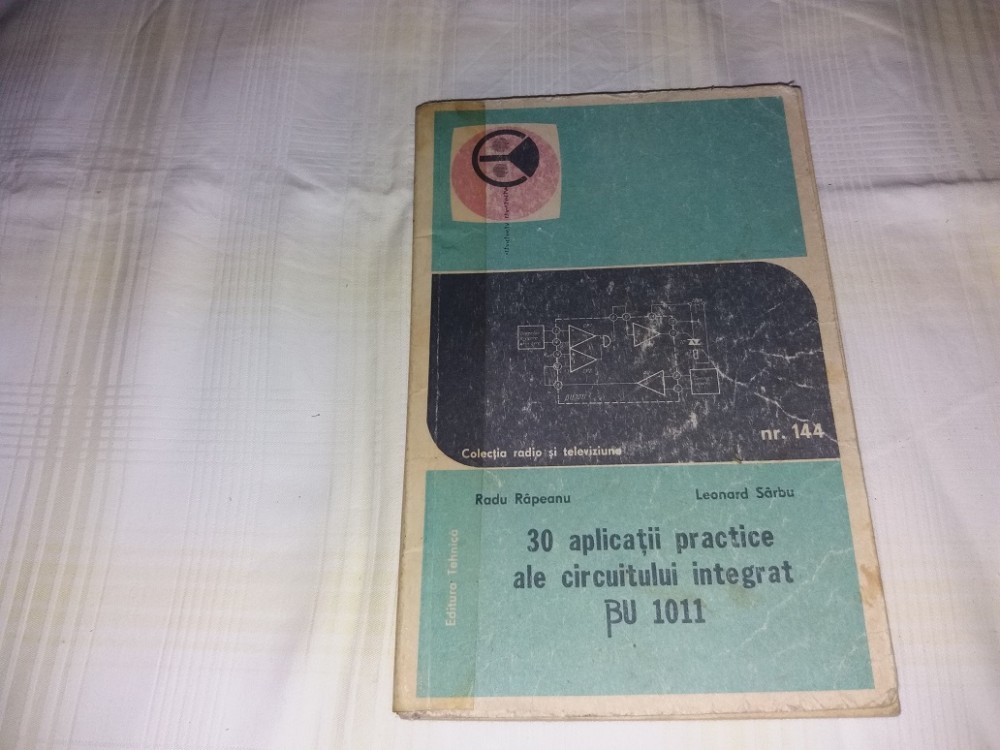 nr. 144
Colecția radio și televiziune
Radu Râpeanu Leonard Sârbu
30 aplicații practice
ale circuitului integrat
βU 1011
Editura Tehnică